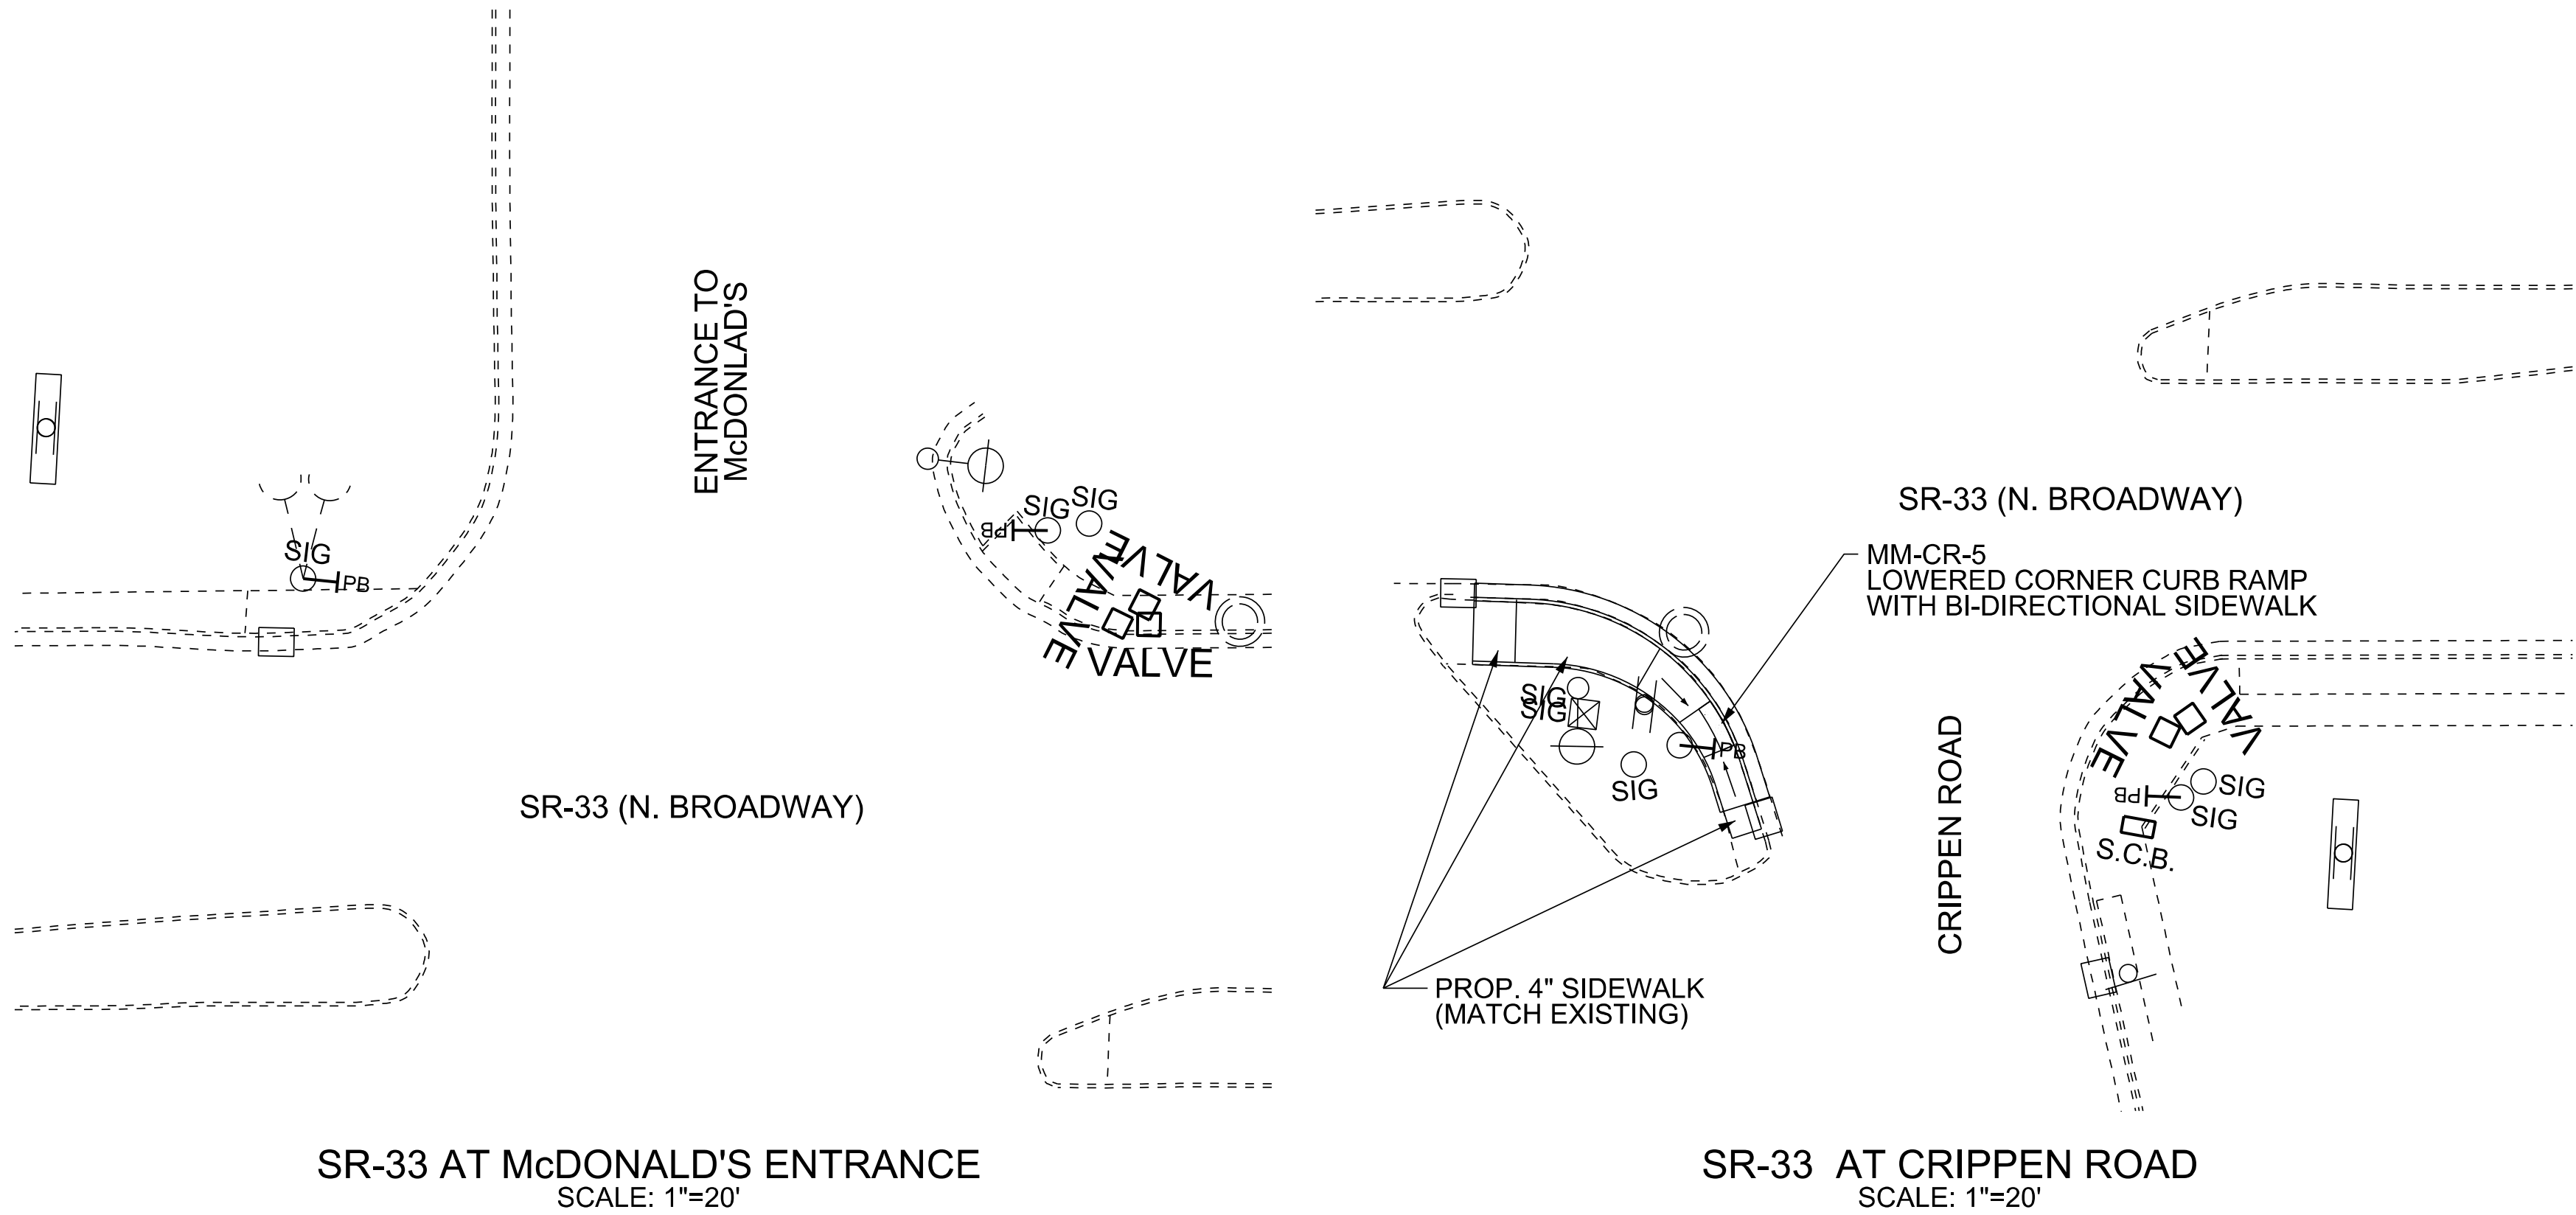 ENTRANCE TO
McDONLAD'S
SIG
PB
SIG
SIG
PB
VALVE
VALVE
VALVE
SR-33 (N. BROADWAY)
SR-33 AT McDONALD'S ENTRANCE
SCALE: 1"=20'
SR-33 (N. BROADWAY)
MM-CR-5
LOWERED CORNER CURB RAMP
WITH BI-DIRECTIONAL SIDEWALK
SIG
SIG
PB
SIG
CRIPPEN ROAD
VALVE
VALVE
SIG
PB
SIG
S.C.B.
PROP. 4" SIDEWALK
(MATCH EXISTING)
SR-33 AT CRIPPEN ROAD
SCALE: 1"=20'